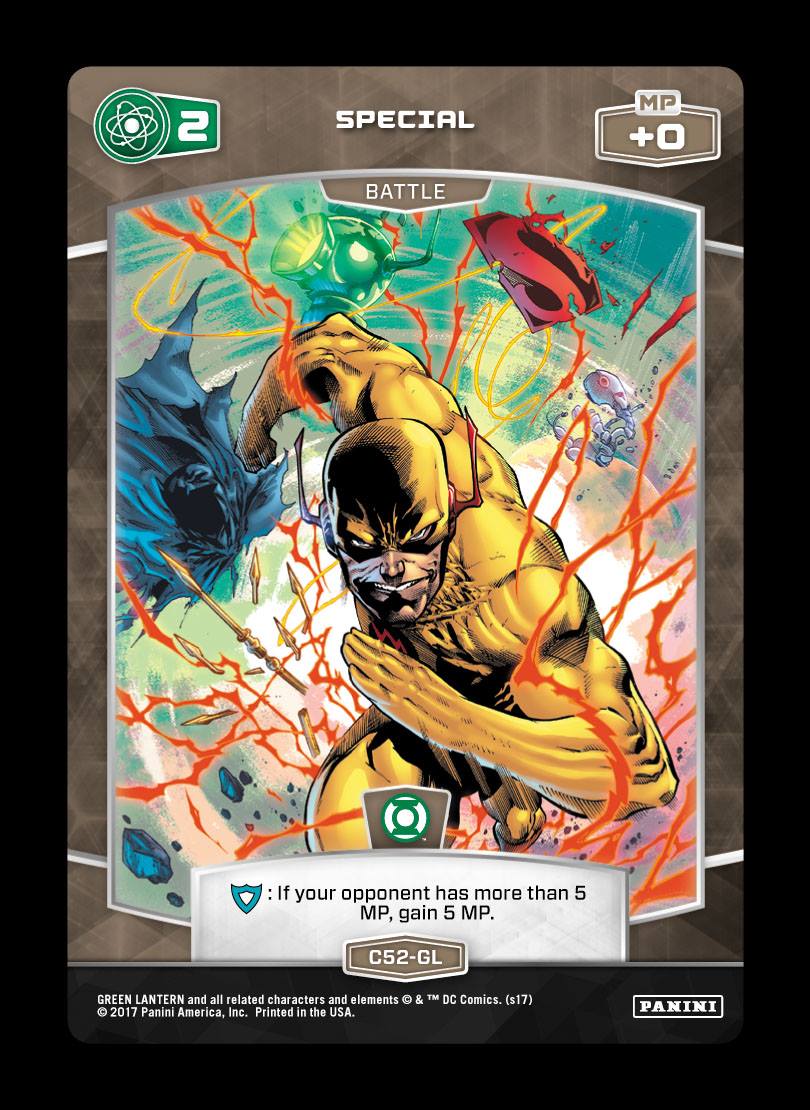 2
SPECIAL
MP
+0
BATTLE
: If your opponent has more than 5
MP, gain 5 MP.
C52-GL
GREEN LANTERN and all related characters and elements © & ™ DC Comics. (s17)
© 2017 Panini America, Inc.  Printed in the USA.
PANINI